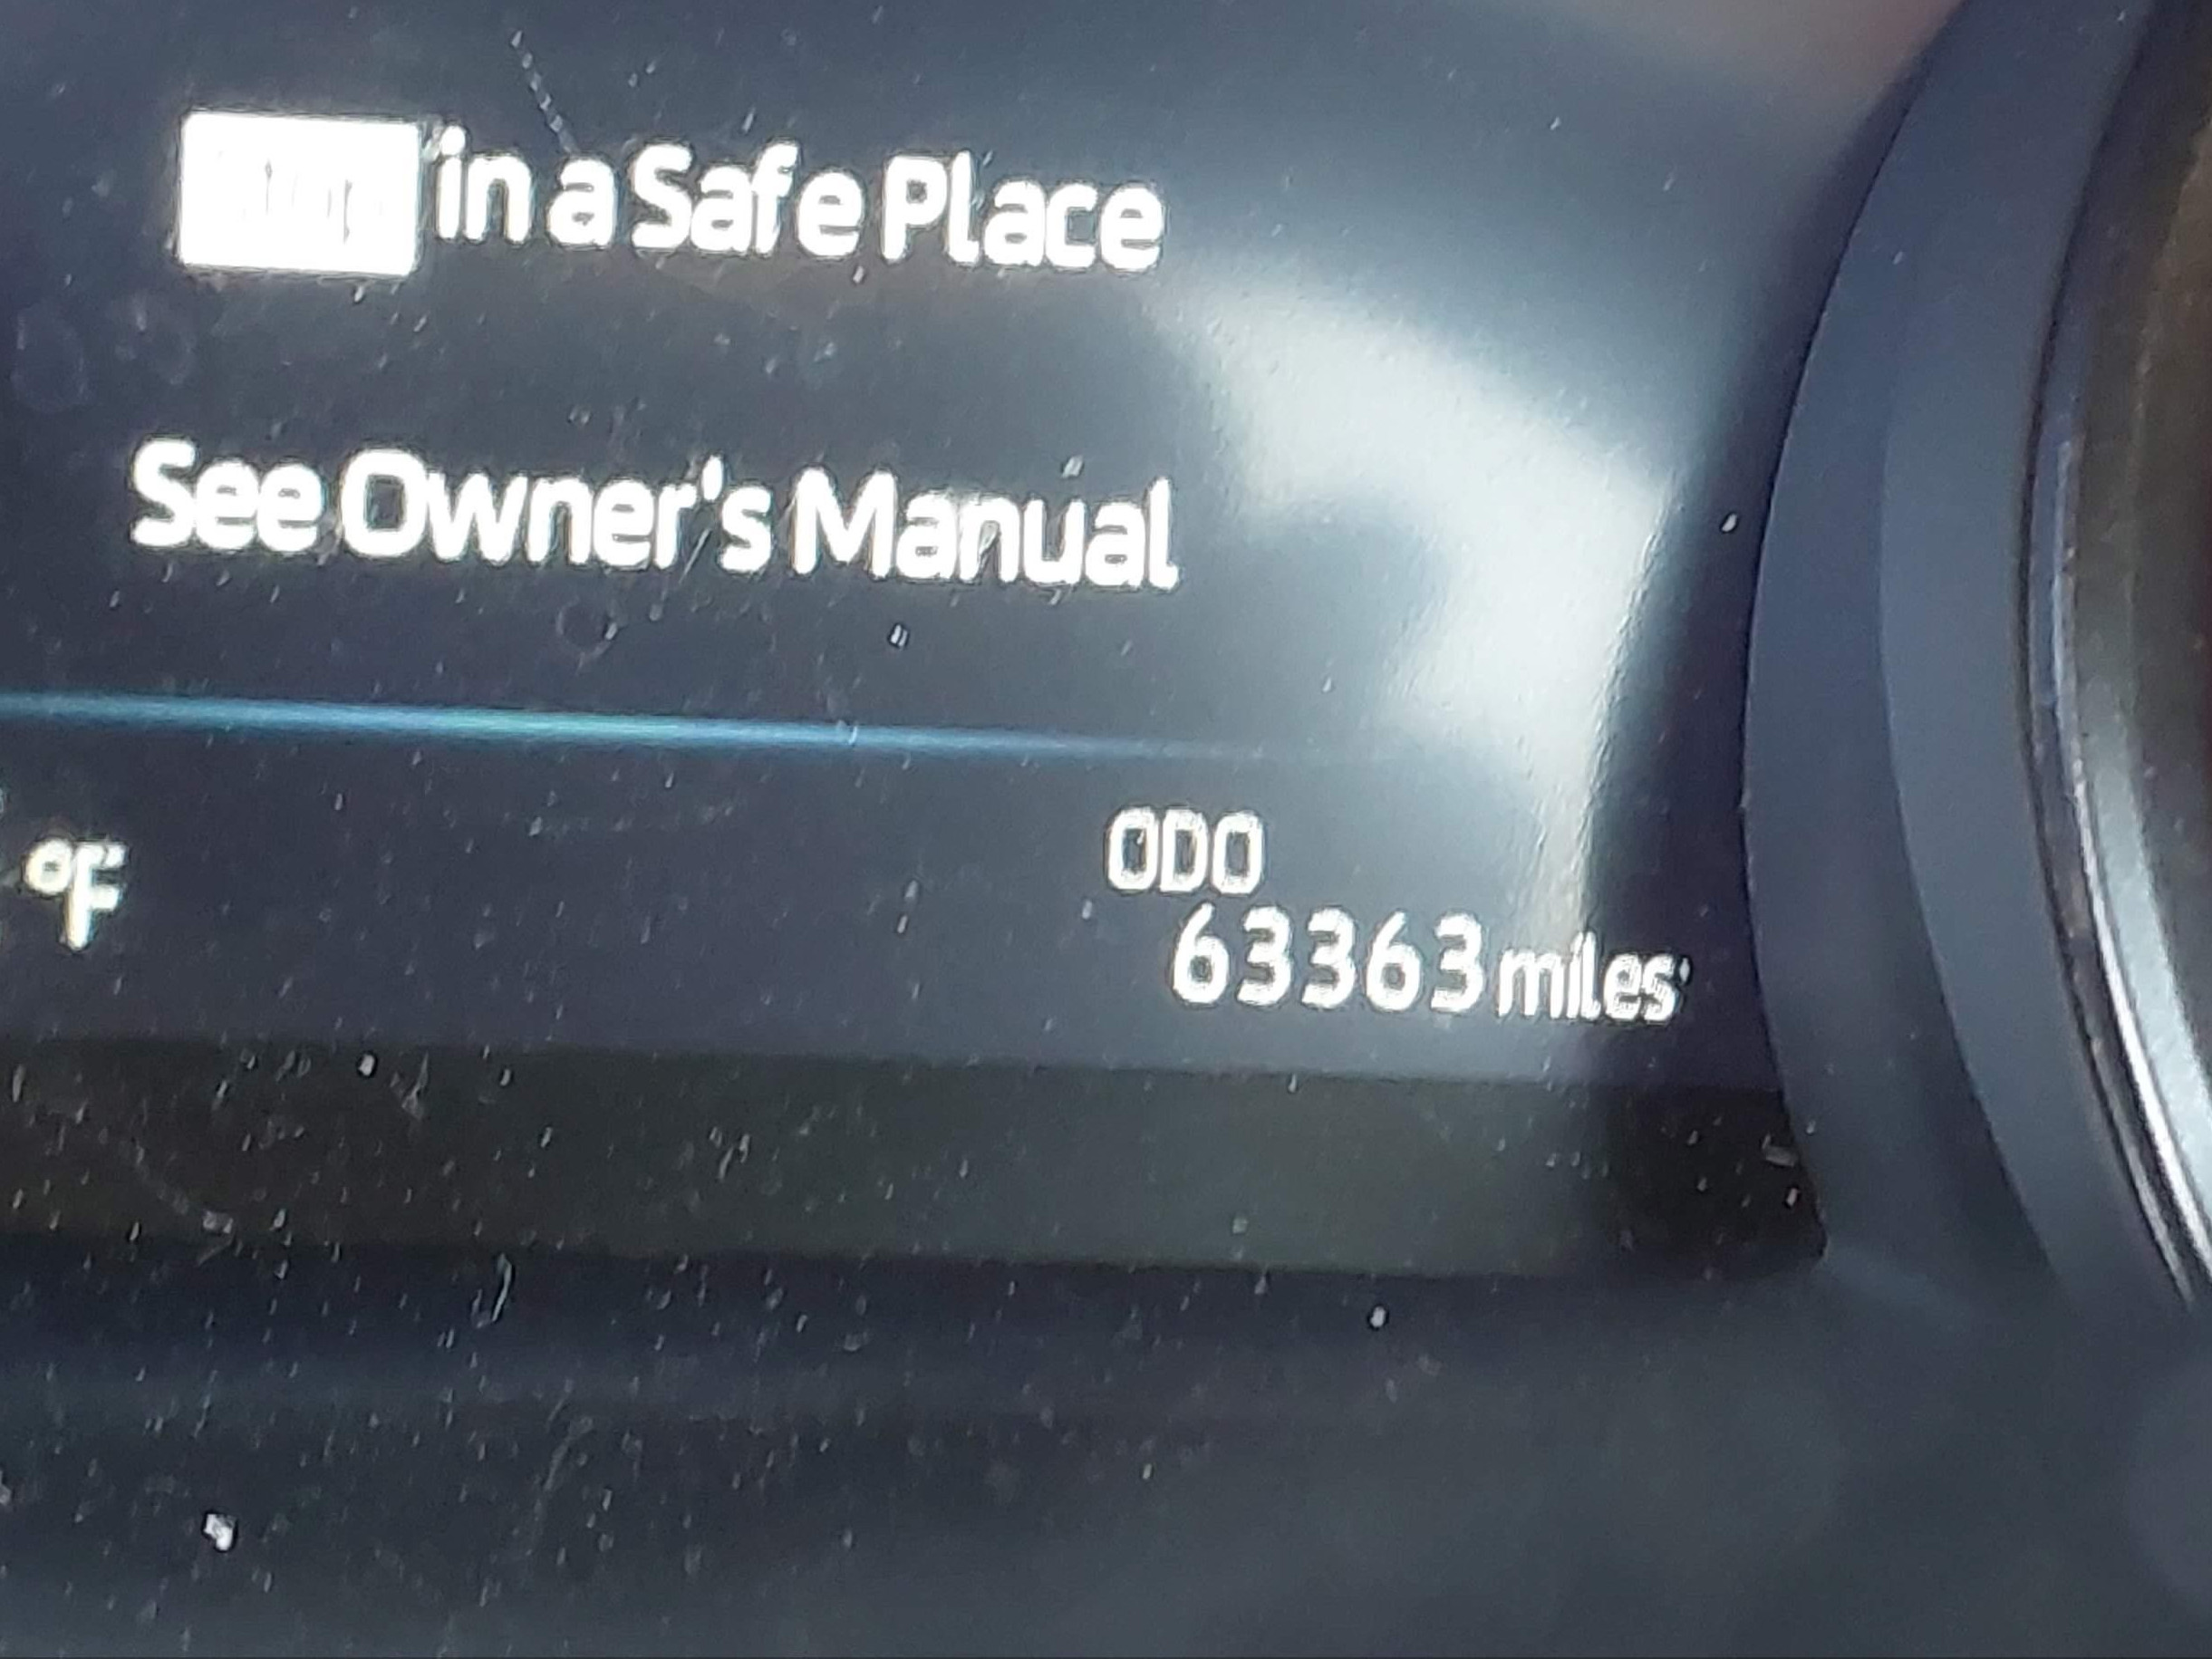 in a Safe Place
See Owner's Manual
°F
ODO
63363 miles